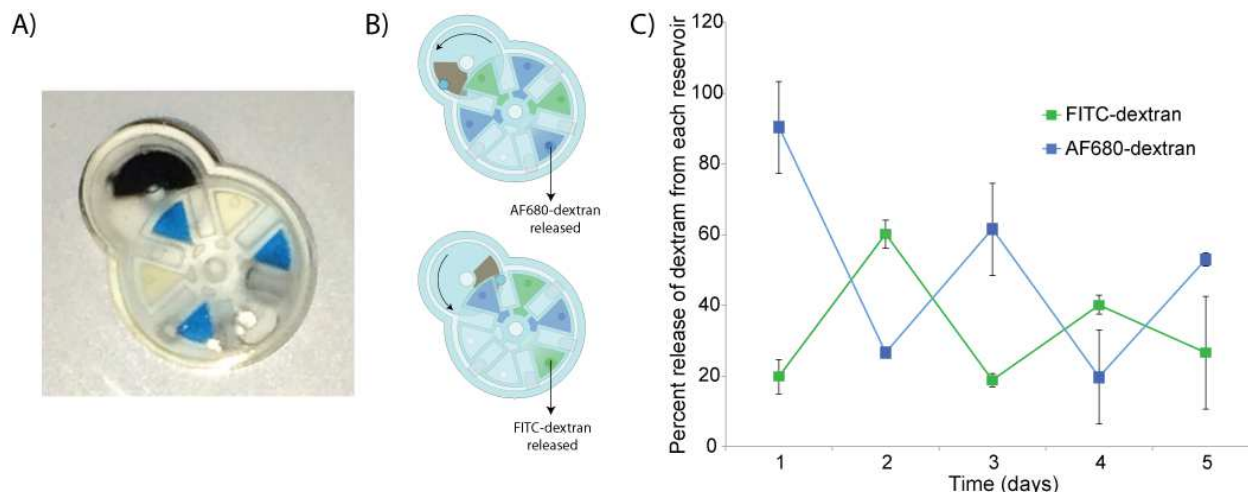 A)
B)
AF680-dextran
released
FITC-dextran
released
C)
Percent release of dextram from each reservoir
120
100
80
60
40
20
0
FITC-dextran
AF680-dextran
1 2 3 4 5
Time (days)